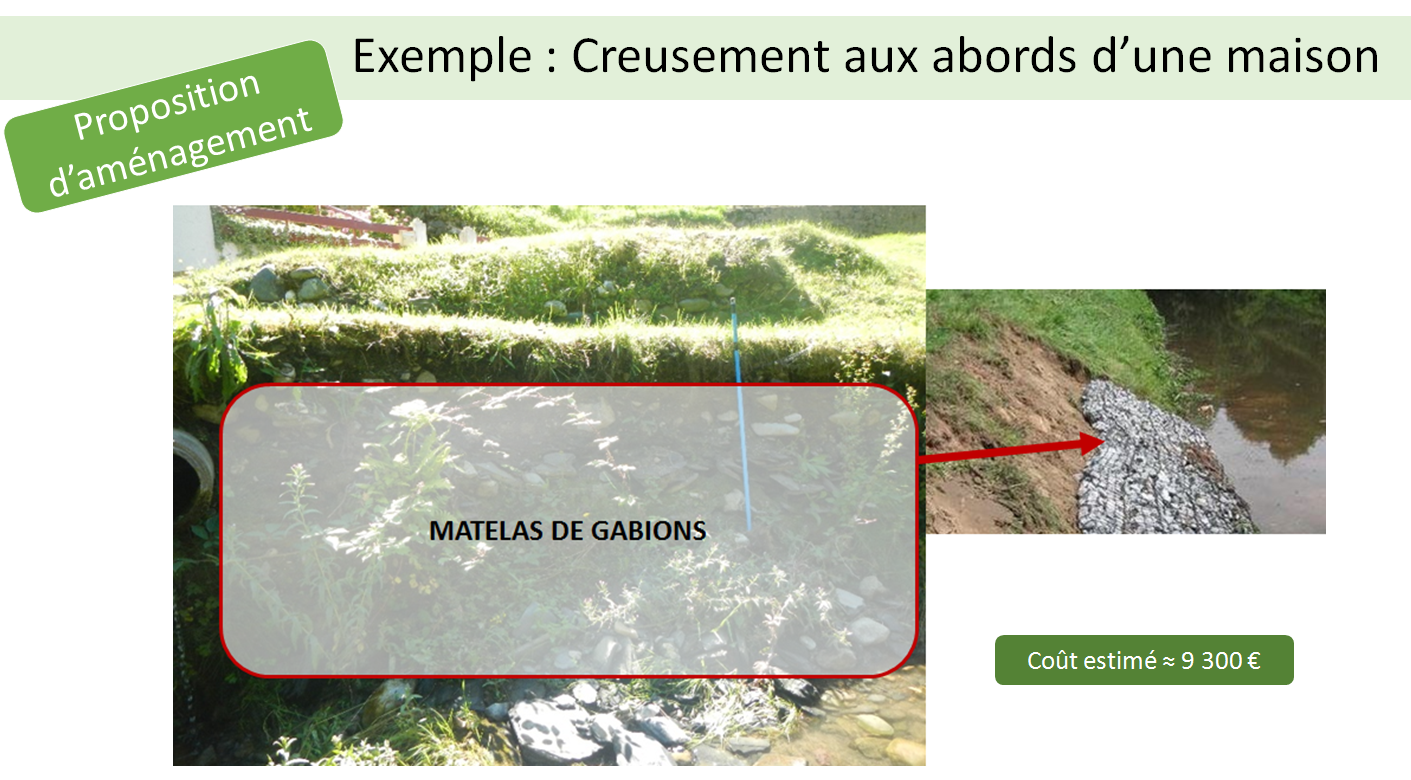 Exemple : Creusement aux abords d’une maison
Proposition
d’aménagement
MATELAS DE GABIONS
Coût estimé ≈ 9 300 €